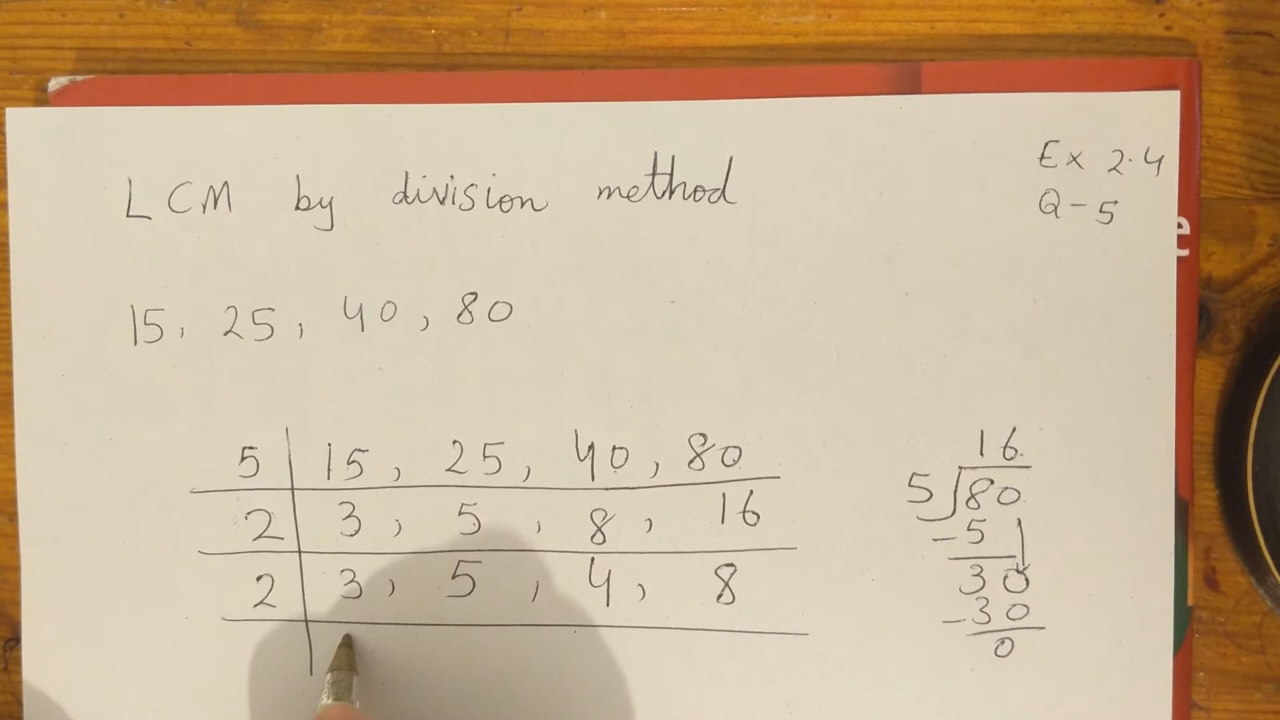 LCM by division method
Ex 2.4
Q-5
15, 25, 40, 80
5 15, 25, 40, 80
2 3, 5, 8, 16
2 3, 5, 4, 8
16
5 80
-5
30
-30
0
e